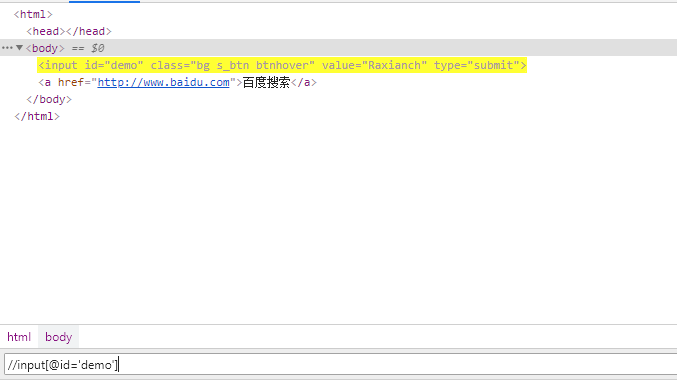 <html>
<head></head>
··· ▼<body> == $0
<input id="demo" class="bg s_btn btnhover" value="Raxianch" type="submit">
<a href="http://www.baidu.com">百度搜索</a>
</body>
</html>
html body
//input[@id='demo']